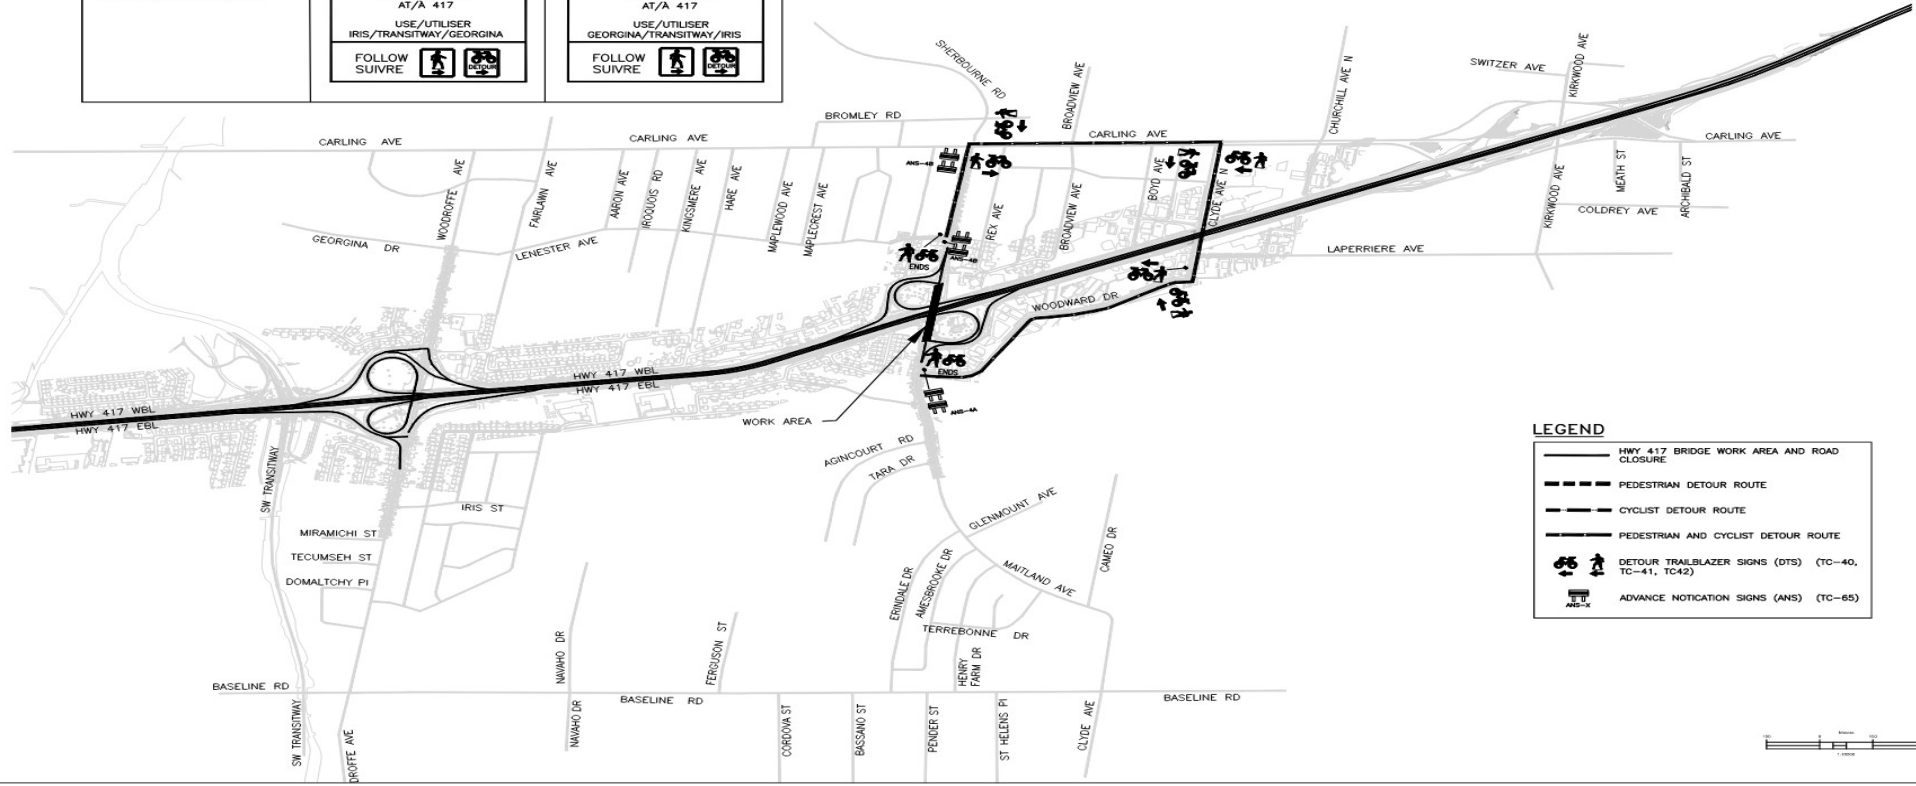 AT/À 417
USE/UTILISER
IRIS/TRANSITWAY/GEORGINA
FOLLOW
SUIVRE
DETOUR
AT/À 417
USE/UTILISER
GEORGINA/TRANSITWAY/IRIS
FOLLOW
SUIVRE
DETOUR
SHERBOURNE RD
BROADVIEW AVE
CHURCHILL AVE N
SWITZER AVE
KIRKWOOD AVE
BROMLEY RD
CARLING AVE
CARLING AVE
CARLING AVE
CARLING AVE
ANS-4B
WOODROFFE AVE
FAIRLAWN AVE
AARON AVE
IROQUOIS RD
KINGSMERE AVE
HARE AVE
MAPLEWOOD AVE
MAPLECREST AVE
REX AVE
BROADVIEW AVE
BOYD AVE
CLYDE AVE N
KIRKWOOD AVE
MEATH ST
ARCHIBALD ST
COLDREY AVE
GEORGINA DR
LENESTER AVE
LAPERRIERE AVE
ANS-4B
ENDS
WOODWARD DR
ENDS
HWY 417 WBL
HWY 417 EBL
HWY 417 WBL
HWY 417 EBL
ANS-4A
WORK AREA
AGINCOURT RD
TARA DR
SW TRANSITWAY
IRIS ST
GLENMOUNT AVE
MIRAMICHI ST
TECUMSEH ST
DOMALTCHY PI
ERINDALE DR
AMESBROOKE DR
MAITLAND AVE
CAMEO DR
TERREBONNE DR
NAVAHO DR
FERGUSON ST
HENRY
FARM DR
BASELINE RD
BASELINE RD
BASELINE RD
SW TRANSITWAY
DROFFE AVE
NAVAHO DR
CORDOVA ST
BASSANO ST
PENDER ST
ST HELENS PI
CLYDE AVE
LEGEND
HWY 417 BRIDGE WORK AREA AND ROAD
CLOSURE
PEDESTRIAN DETOUR ROUTE
CYCLIST DETOUR ROUTE
PEDESTRIAN AND CYCLIST DETOUR ROUTE
DETOUR TRAILBLAZER SIGNS (DTS) (TC-40,
TC-41, TC42)
ANS-X
ADVANCE NOTICATION SIGNS (ANS) (TC-65)